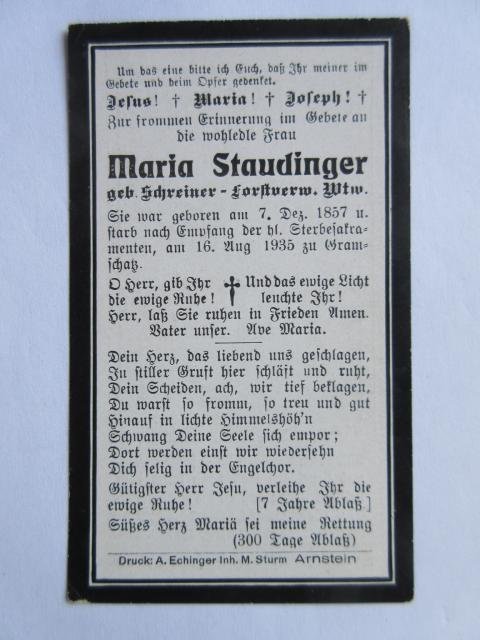 Um das eine bitte ich Euch, daß Ihr meiner im
Gebete und beim Opfer gedenket.
Jesus! † Maria! † Joseph! †
Zur frommen Erinnerung im Gebete an
die wohledle Frau
Maria Staudinger
geb. Schreiner - Forstverw. Wtw.
Sie war geboren am 7. Dez. 1857 u.
starb nach Empfang der hl. Sterbesakra-
menten, am 16. Aug 1935 zu Gram-
schatz.
O Herr, gib Ihr † Und das ewige Licht
die ewige Ruhe! leuchte Ihr!
Herr, laß Sie ruhen in Frieden Amen.
Vater unser. Ave Maria.
Dein Herz, das liebend uns geschlagen,
In stiller Gruft hier schläft und ruht,
Dein Scheiden, ach, wir tief beklagen,
Du warst so fromm, so treu und gut
Hinauf in lichte Himmelshöh'n
Schwang Deine Seele sich empor;
Dort werden einst wir wiedersehn
Dich selig in der Engelchor.
Gütigster Herr Jesu, verleihe Ihr die
ewige Ruhe! [7 Jahre Ablaß.]
Süßes Herz Mariä sei meine Rettung
(300 Tage Ablaß)
Druck: A. Echinger Inh. M. Sturm Arnstein